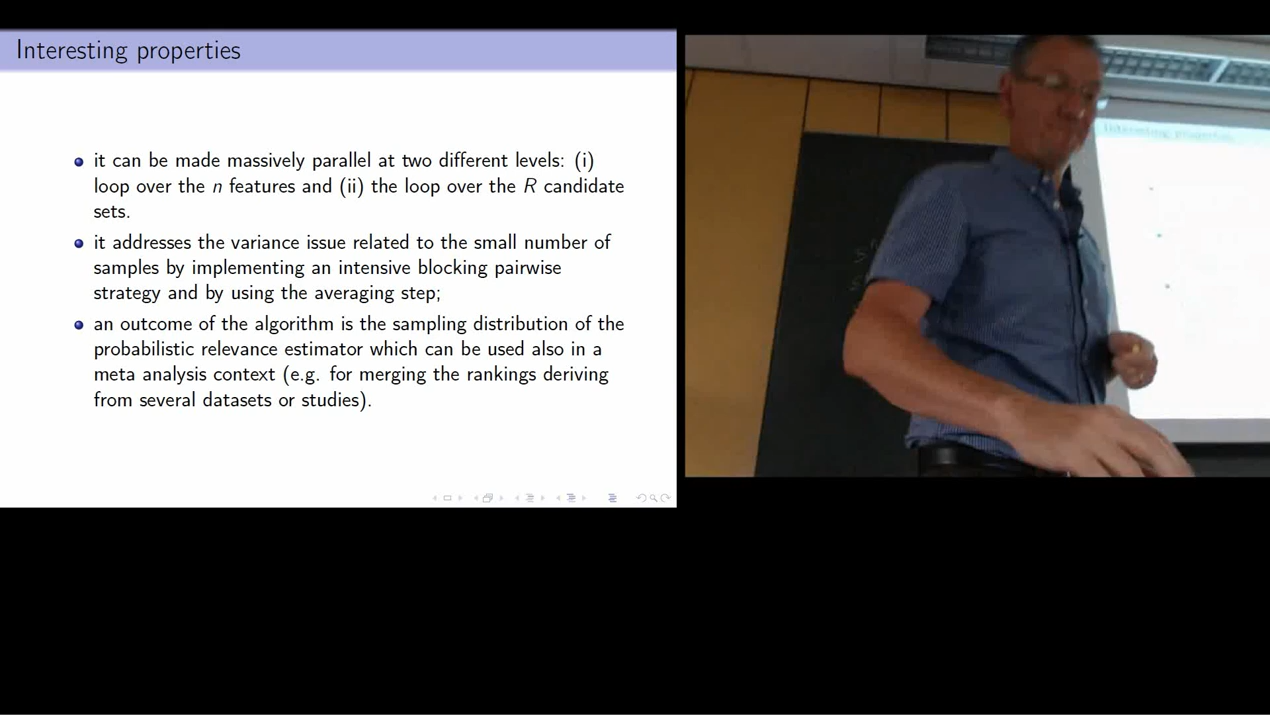 Interesting properties
it can be made massively parallel at two different levels: (i)
loop over the n features and (ii) the loop over the R candidate
sets.
it addresses the variance issue related to the small number of
samples by implementing an intensive blocking pairwise
strategy and by using the averaging step;
an outcome of the algorithm is the sampling distribution of the
probabilistic relevance estimator which can be used also in a
meta analysis context (e.g. for merging the rankings deriving
from several datasets or studies).
Interesting properties